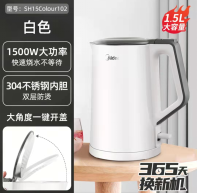 型号：SH15Colour102
白色
1.5L
大容量
1500W大功率
快速烧水不等待
304不锈钢内胆
双层防烫
大角度一键开盖
Midea
365天
换新机